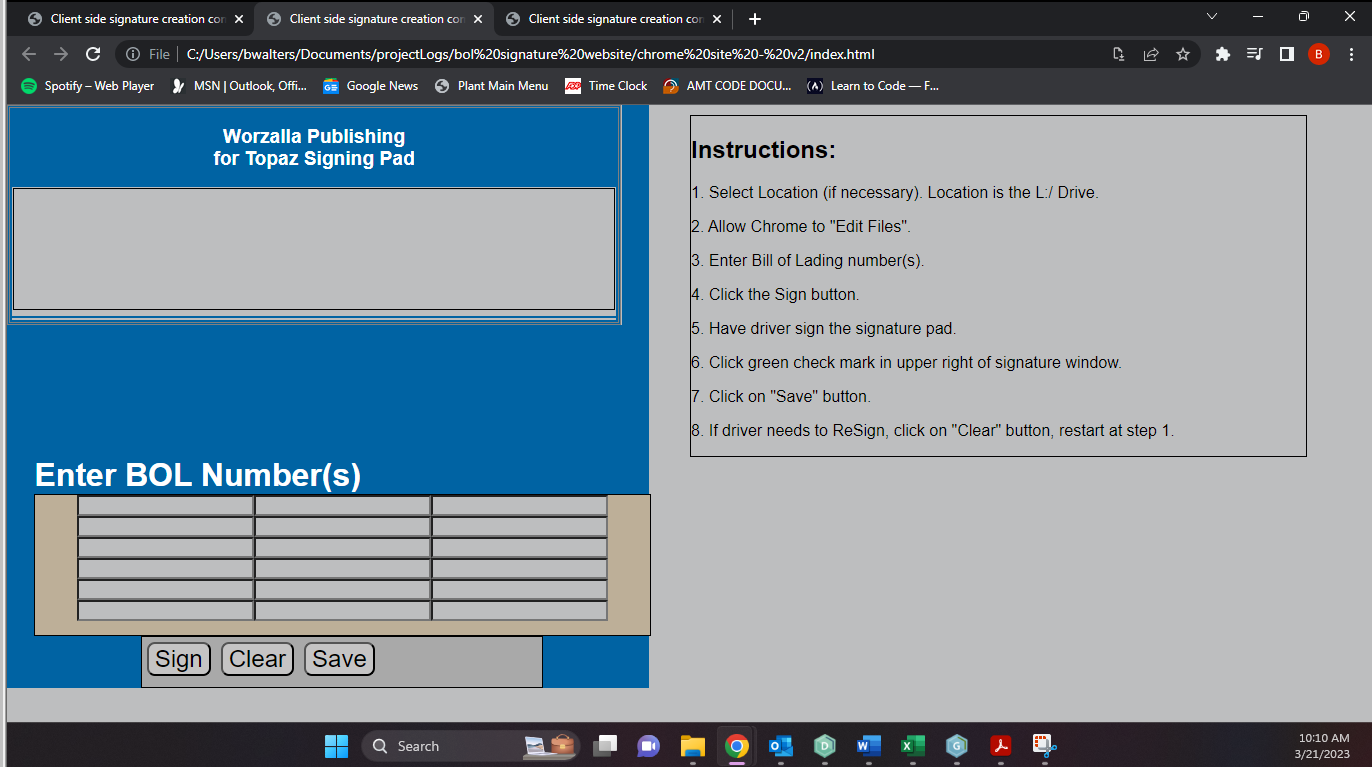 Client side signature creation con
Client side signature creation con
Client side signature creation con
File
C:/Users/bwalters/Documents/projectLogs/bol%20signature%20website/chrome%20site%20-%20v2/index.html
B
Spotify – Web Player
MSN | Outlook, Offi...
GE
Google News
Plant Main Menu
ADP
Time Clock
AMT CODE DOCU...
(A)
Learn to Code — F...
Worzalla Publishing
for Topaz Signing Pad
Instructions:
1. Select Location (if necessary). Location is the L:/ Drive.
2. Allow Chrome to "Edit Files".
3. Enter Bill of Lading number(s).
4. Click the Sign button.
5. Have driver sign the signature pad.
6. Click green check mark in upper right of signature window.
7. Click on "Save" button.
8. If driver needs to ReSign, click on "Clear" button, restart at step 1.
Enter BOL Number(s)
Sign
Clear
Save
Search
D
G
10:10 AM
3/21/2023